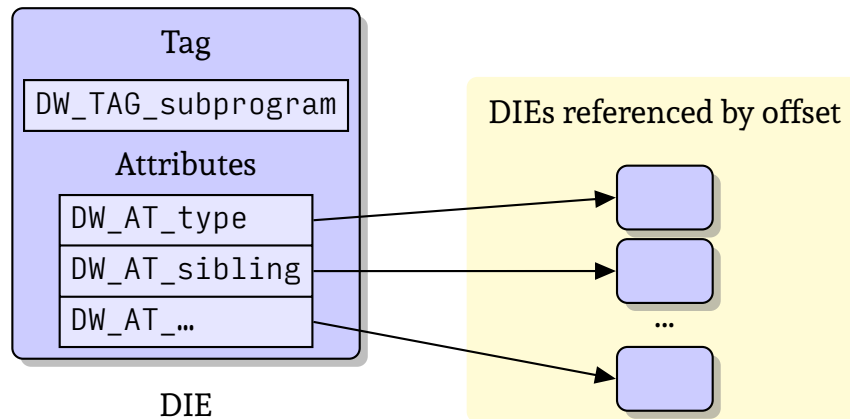 Tag
DW_TAG_subprogram
Attributes
DW_AT_type
DW_AT_sibling
DW_AT_…
DIE
DIEs referenced by offset
…